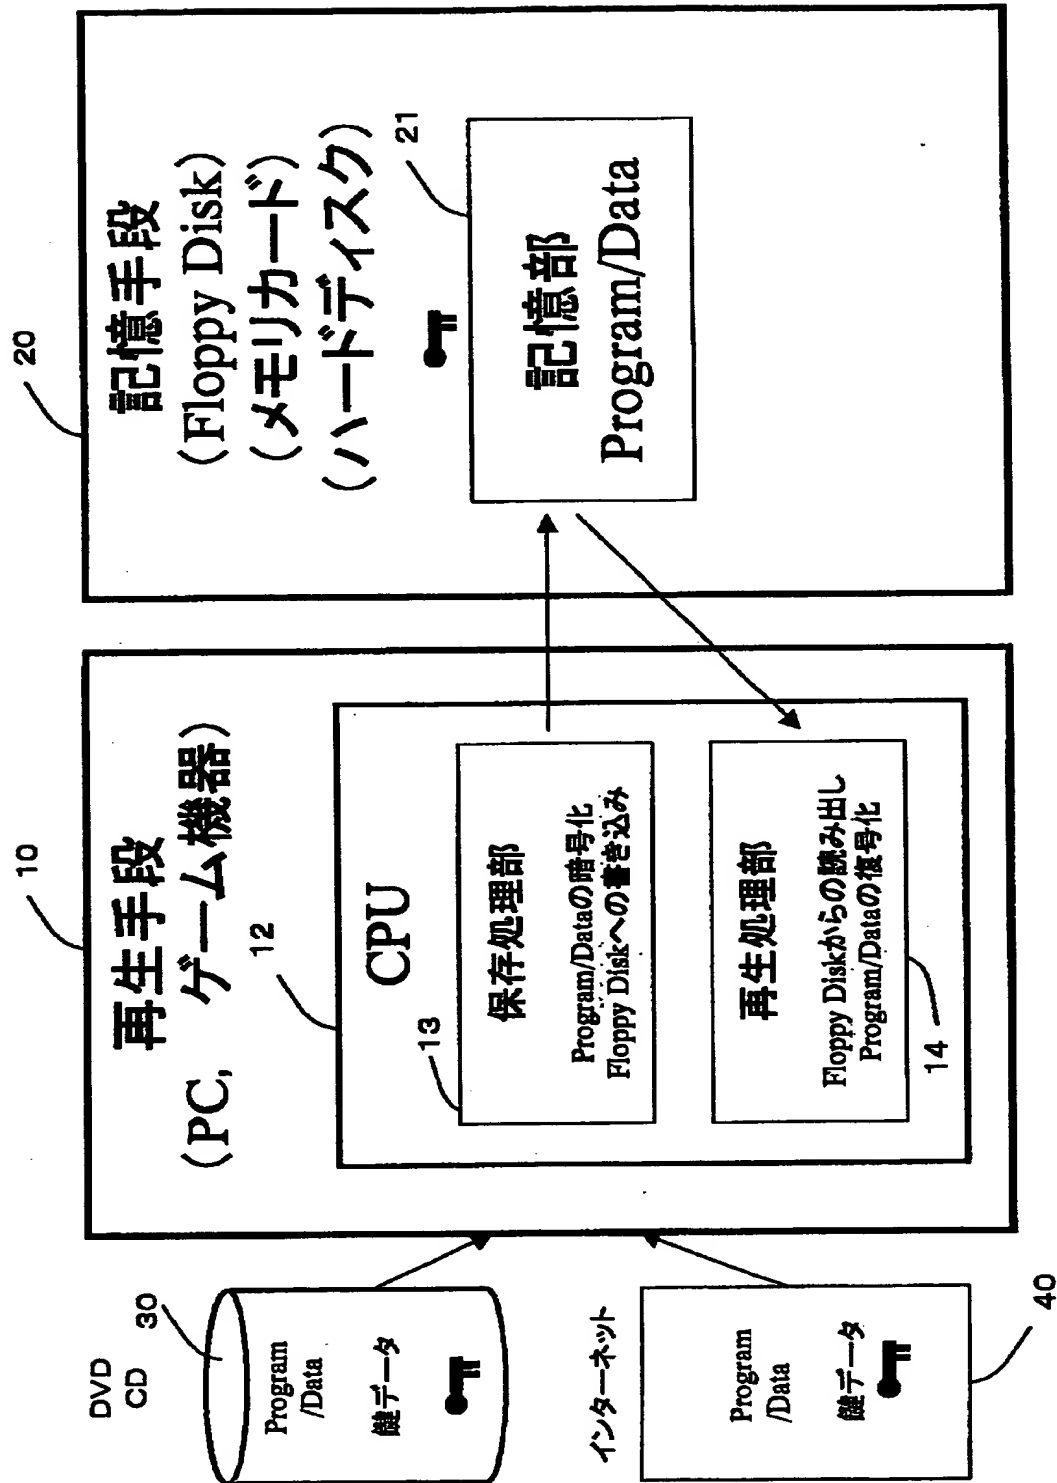 DVD
CD
30
Program
/Data
鍵データ
インターネット
Program
/Data
鍵データ
40
10
再生手段
(PC, ゲーム機器)
12
CPU
13
保存処理部
Program/Dataの暗号化
Floppy Diskへの書き込み
再生処理部
Floppy Diskからの読み出し
Program/Dataの復号化
14
20
記憶手段
(Floppy Disk)
(メモリカード)
(ハードディスク)
21
記憶部
Program/Data